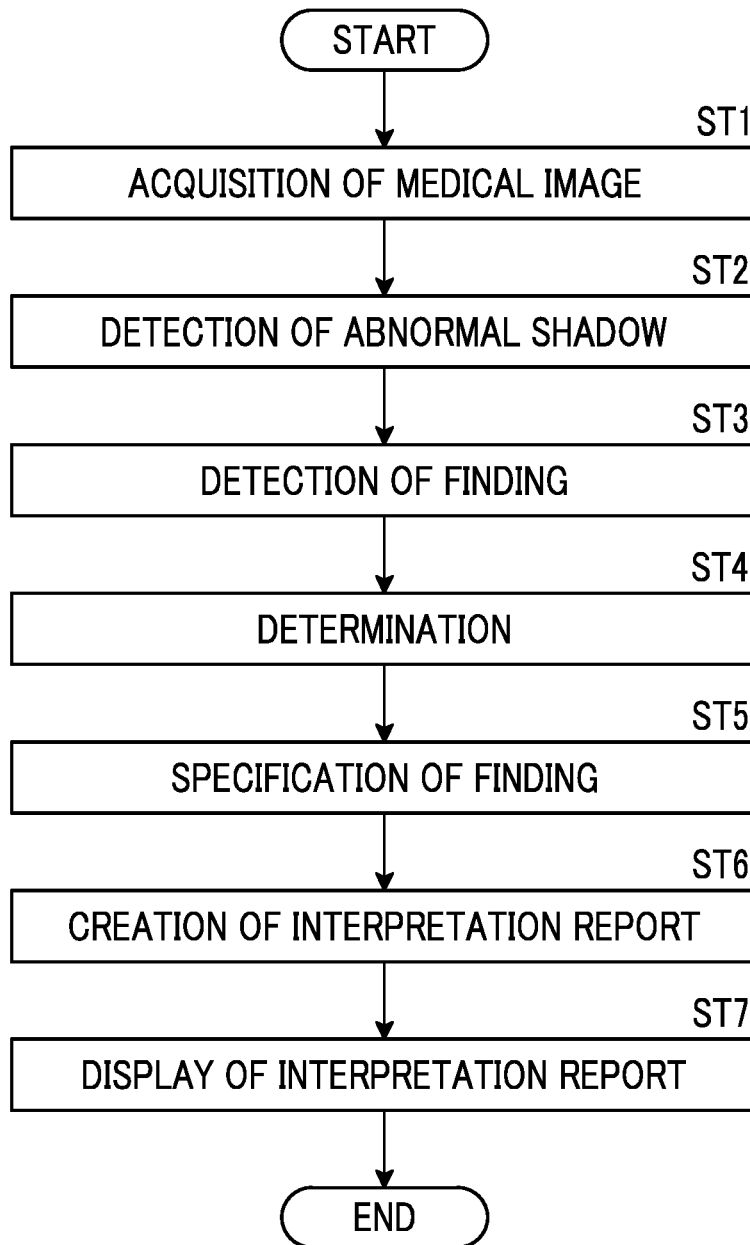 START
ST1
ACQUISITION OF MEDICAL IMAGE
ST2
DETECTION OF ABNORMAL SHADOW
ST3
DETECTION OF FINDING
ST4
DETERMINATION
ST5
SPECIFICATION OF FINDING
ST6
CREATION OF INTERPRETATION REPORT
ST7
DISPLAY OF INTERPRETATION REPORT
END